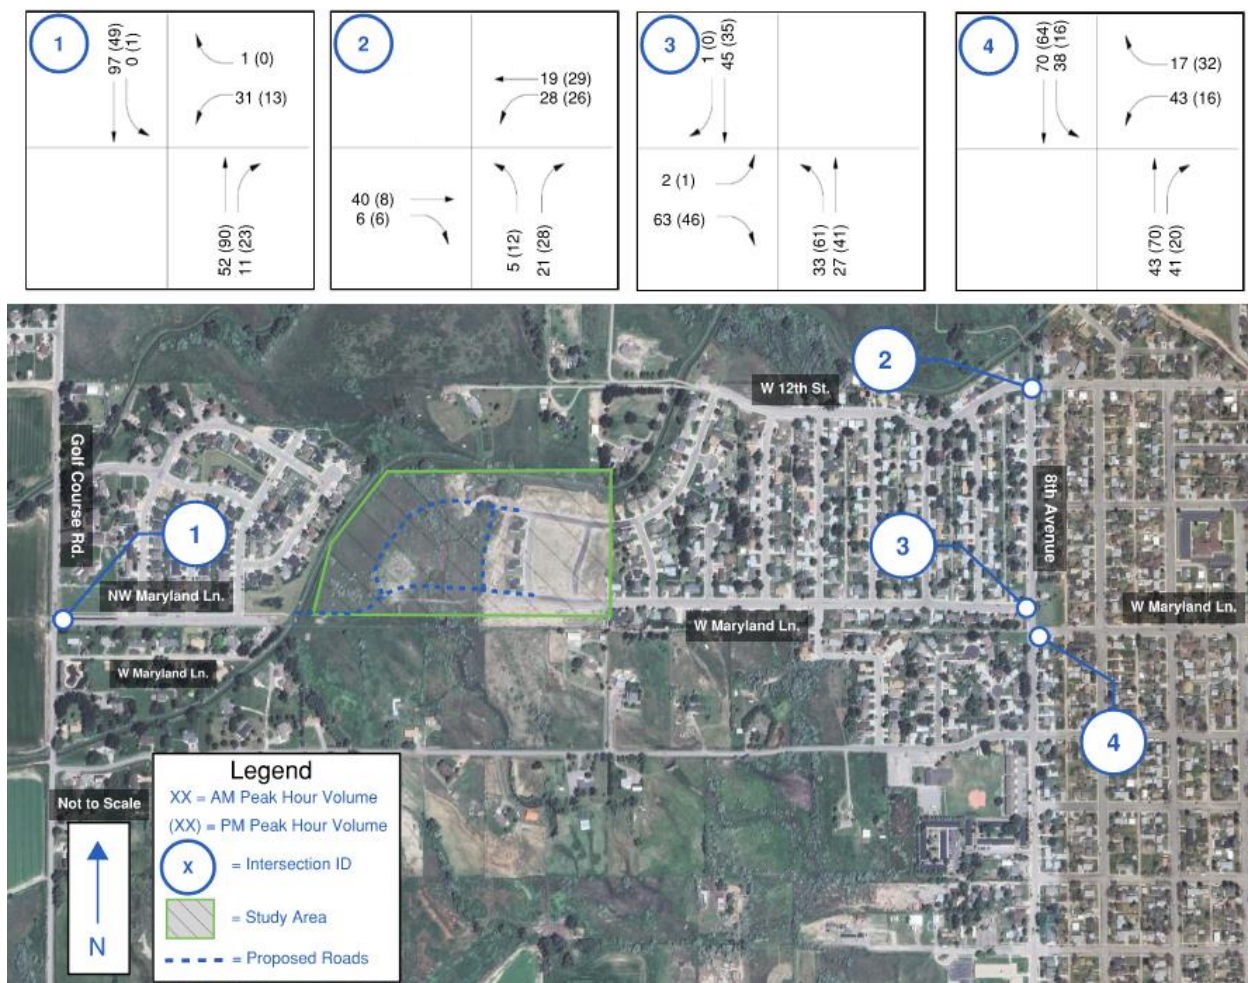 1
97 (49)
0 (1)
1 (0)
31 (13)
52 (90)
11 (23)
2
19 (29)
28 (26)
40 (8)
6 (6)
5 (12)
21 (28)
3
1 (0)
45 (35)
2 (1)
63 (46)
33 (61)
27 (41)
4
70 (64)
38 (16)
17 (32)
43 (16)
43 (70)
41 (20)
2
W 12th St.
Golf Course Rd.
1
8th Avenue
3
NW Maryland Ln.
W Maryland Ln.
W Maryland Ln.
W Maryland Ln.
4
Legend
XX = AM Peak Hour Volume
(XX) = PM Peak Hour Volume
X = Intersection ID
= Study Area
= Proposed Roads
Not to Scale
N